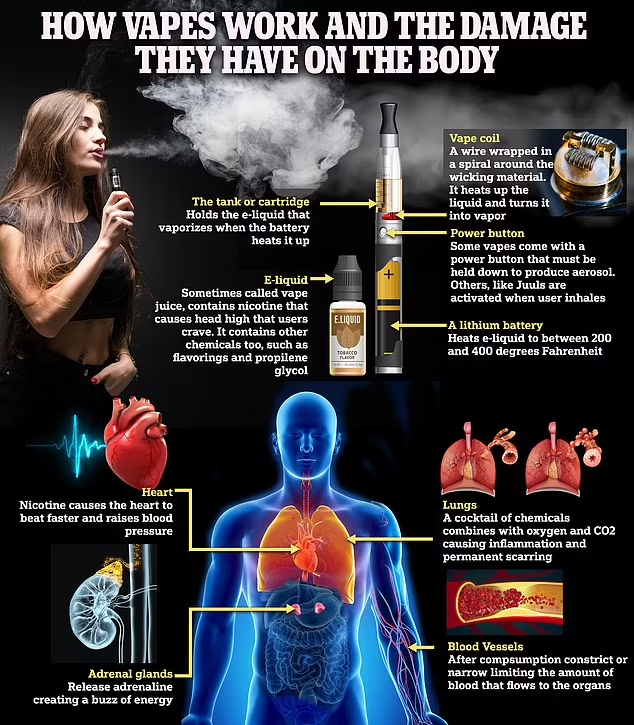 HOW VAPES WORK AND THE DAMAGE
THEY HAVE ON THE BODY
Vape coil
A wire wrapped in
a spiral around the
wicking material.
It heats up the
liquid and turns it
into vapor
The tank or cartridge
Holds the e-liquid that
vaporizes when the battery
heats it up
Power button
Some vapes come with a
power button that must be
held down to produce aerosol.
Others, like Juuls are
activated when user inhales
E-liquid
Sometimes called vape
juice, contains nicotine that
causes head high that users
crave. It contains other
chemicals too, such as
flavorings and propylene
glycol
E.LIQUID
TOBACCO
FLAVOR
+
A lithium battery
Heats e-liquid to between 200
and 400 degrees Fahrenheit
Heart
Nicotine causes the heart to
beat faster and raises blood
pressure
Lungs
A cocktail of chemicals
combines with oxygen and CO2
causing inflammation and
permanent scarring
Adrenal glands
Release adrenaline
creating a buzz of energy
Blood Vessels
After compsumption constrict or
narrow limiting the amount of
blood that flows to the organs